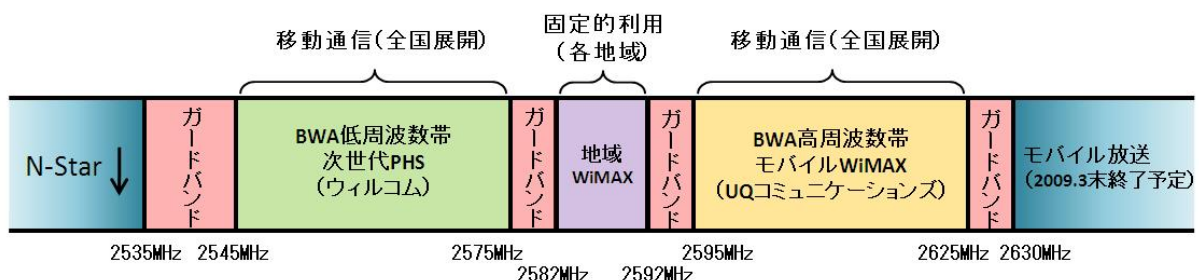 移動通信(全国展開)
固定的利用
(各地域)
移動通信(全国展開)
N-Star ↓
ガードバンド
BWA低周波数帯
次世代PHS
(ウィルコム)
ガードバンド
地域
WiMAX
ガードバンド
BWA高周波数帯
モバイルWiMAX
(UQコミュニケーションズ)
ガードバンド
モバイル放送
(2009.3末終了予定)
2535MHz 2545MHz 2575MHz 2595MHz 2625MHz 2630MHz
2582MHz 2592MHz